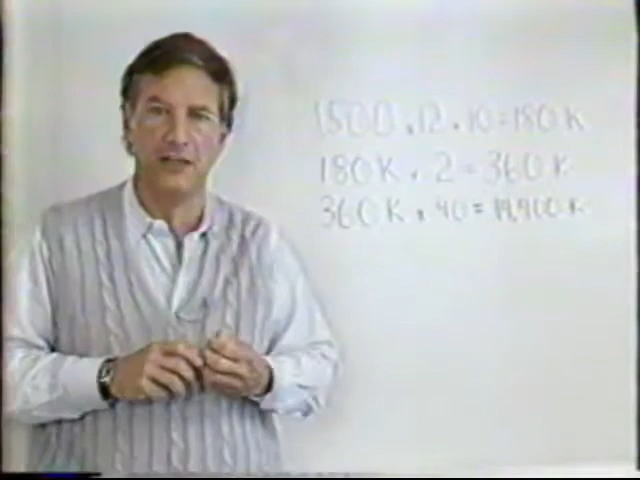 1500 x 12 x 10 = 180 K
180 K x 2 = 360 K
360 K x 40 = 14,400 K